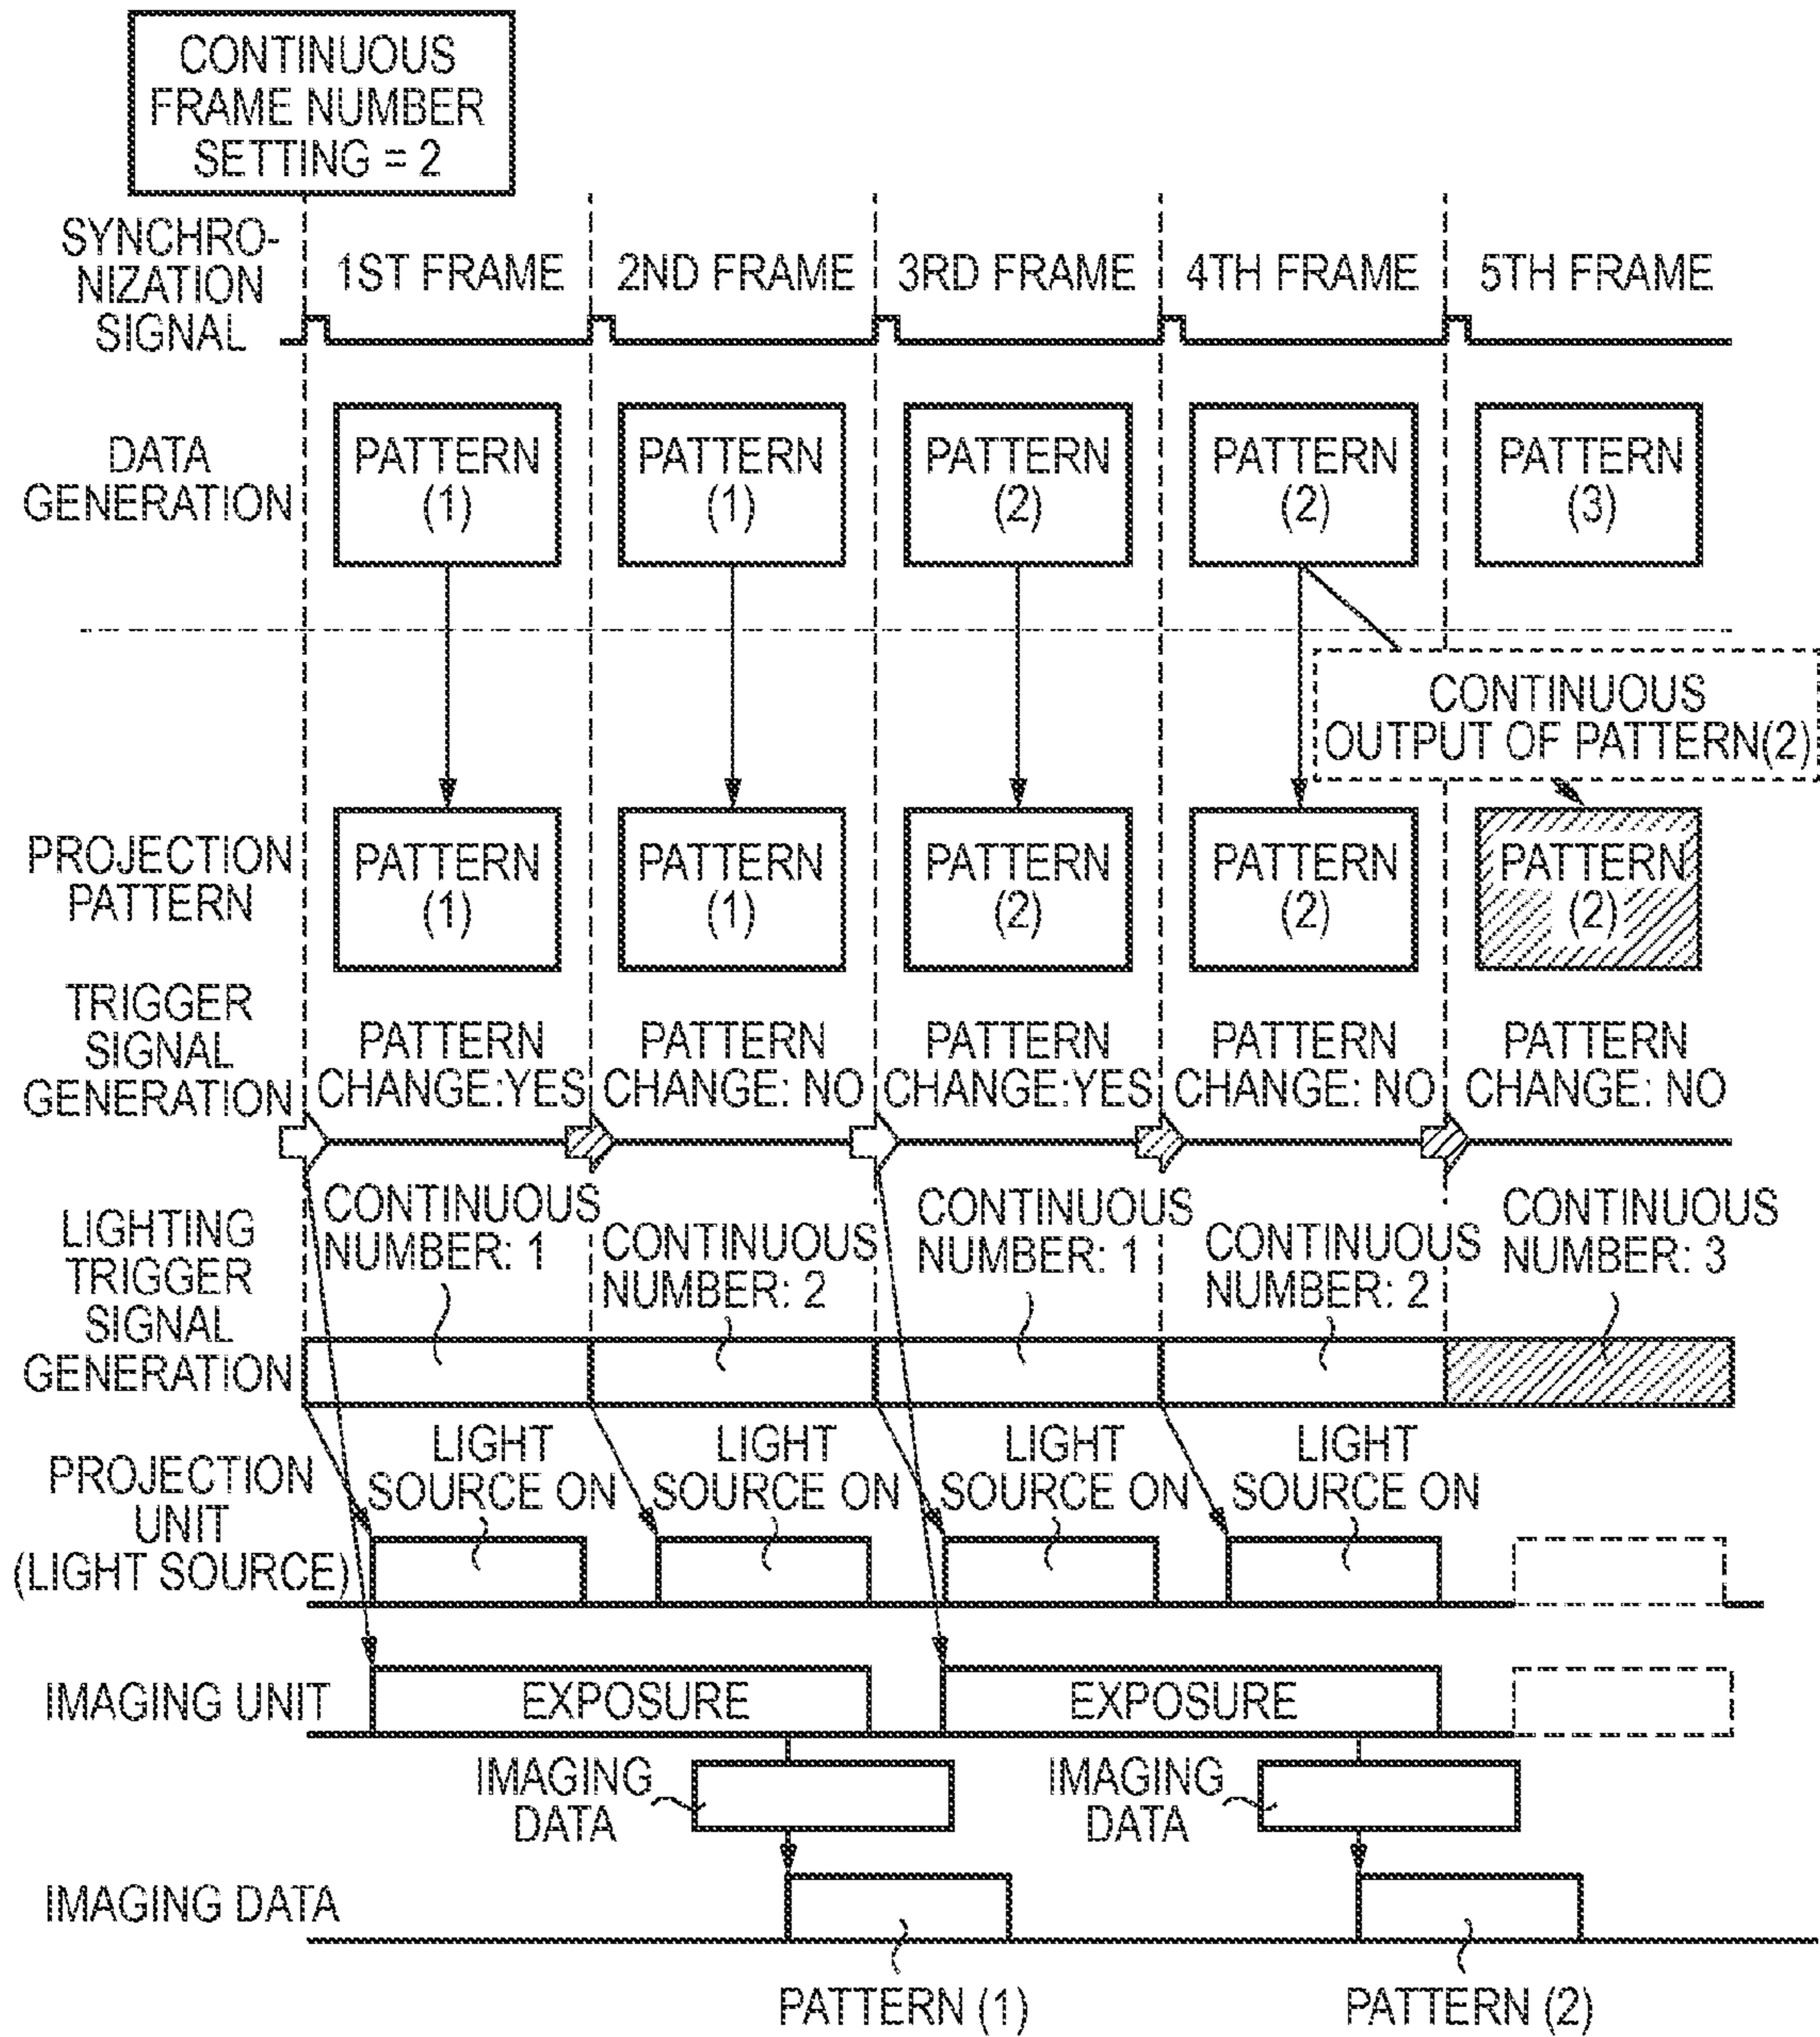 CONTINUOUS
FRAME NUMBER
SETTING = 2
SYNCHRO-
NIZATION
SIGNAL
1ST FRAME
2ND FRAME
3RD FRAME
4TH FRAME
5TH FRAME
DATA
GENERATION
PATTERN
(1)
PATTERN
(1)
PATTERN
(2)
PATTERN
(2)
PATTERN
(3)
CONTINUOUS
OUTPUT OF PATTERN(2)
PROJECTION
PATTERN
PATTERN
(1)
PATTERN
(1)
PATTERN
(2)
PATTERN
(2)
PATTERN
(2)
TRIGGER
SIGNAL
GENERATION
PATTERN
CHANGE:YES
PATTERN
CHANGE: NO
PATTERN
CHANGE:YES
PATTERN
CHANGE: NO
PATTERN
CHANGE: NO
LIGHTING
TRIGGER
SIGNAL
GENERATION
CONTINUOUS
NUMBER: 1
CONTINUOUS
NUMBER: 2
CONTINUOUS
NUMBER: 1
CONTINUOUS
NUMBER: 2
CONTINUOUS
NUMBER: 3
PROJECTION
UNIT
(LIGHT SOURCE)
LIGHT
SOURCE ON
LIGHT
SOURCE ON
LIGHT
SOURCE ON
LIGHT
SOURCE ON
IMAGING UNIT
EXPOSURE
EXPOSURE
IMAGING
DATA
IMAGING
DATA
IMAGING DATA
PATTERN (1)
PATTERN (2)